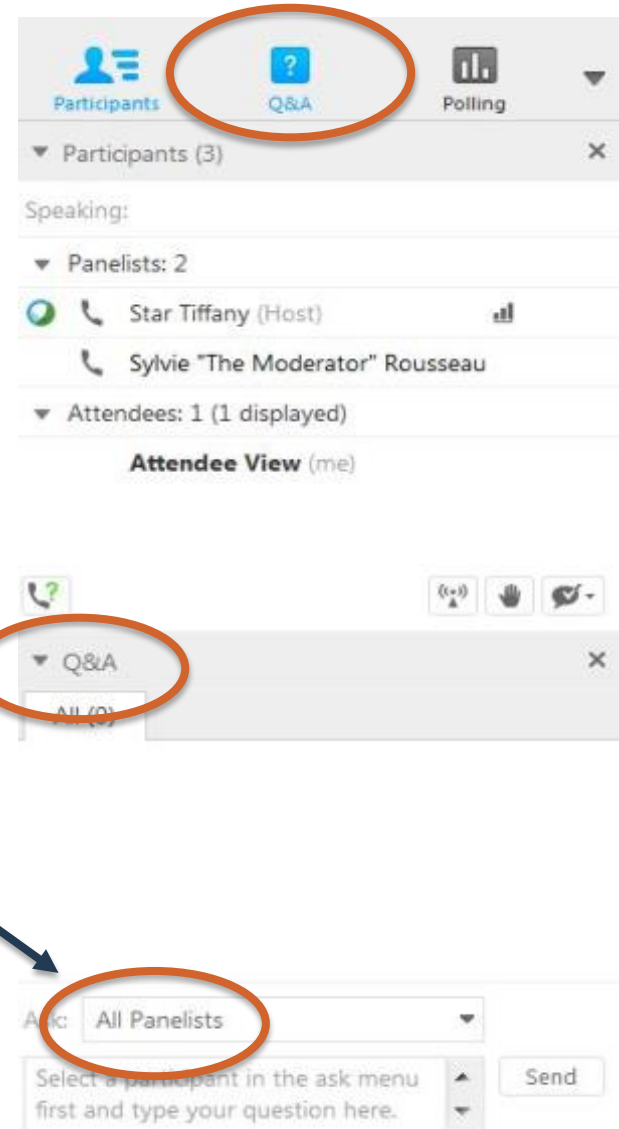 Participants Q&A Polling
Participants (3)
Speaking:
Panelists: 2
Star Tiffany (Host)
Sylvie "The Moderator" Rousseau
Attendees: 1 (1 displayed)
Attendee View (me)
Q&A
All (0)
Ask: All Panelists
Select a participant in the ask menu
first and type your question here.
Send